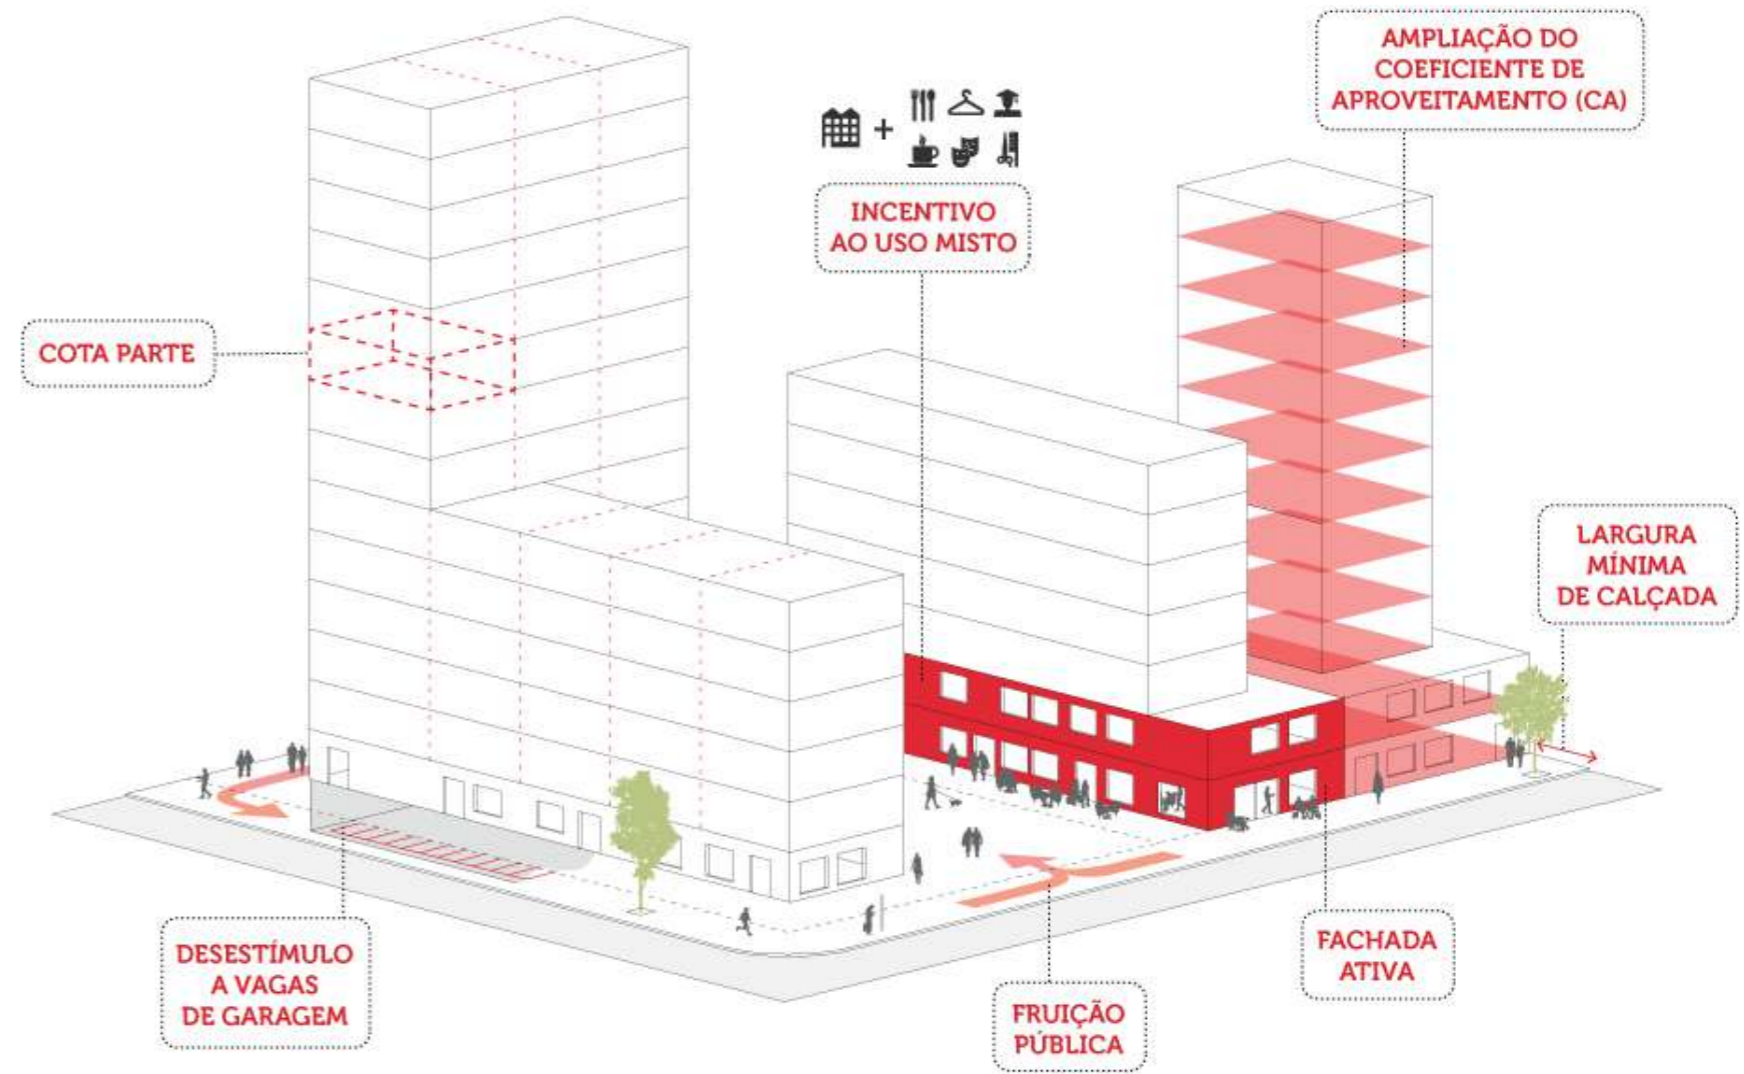 AMPLIAÇÃO DO
COEFICIENTE DE
APROVEITAMENTO (CA)
INCENTIVO
AO USO MISTO
COTA PARTE
LARGURA
MÍNIMA
DE CALÇADA
DESESTÍMULO
A VAGAS
DE GARAGEM
FRUIÇÃO
PÚBLICA
FACHADA
ATIVA